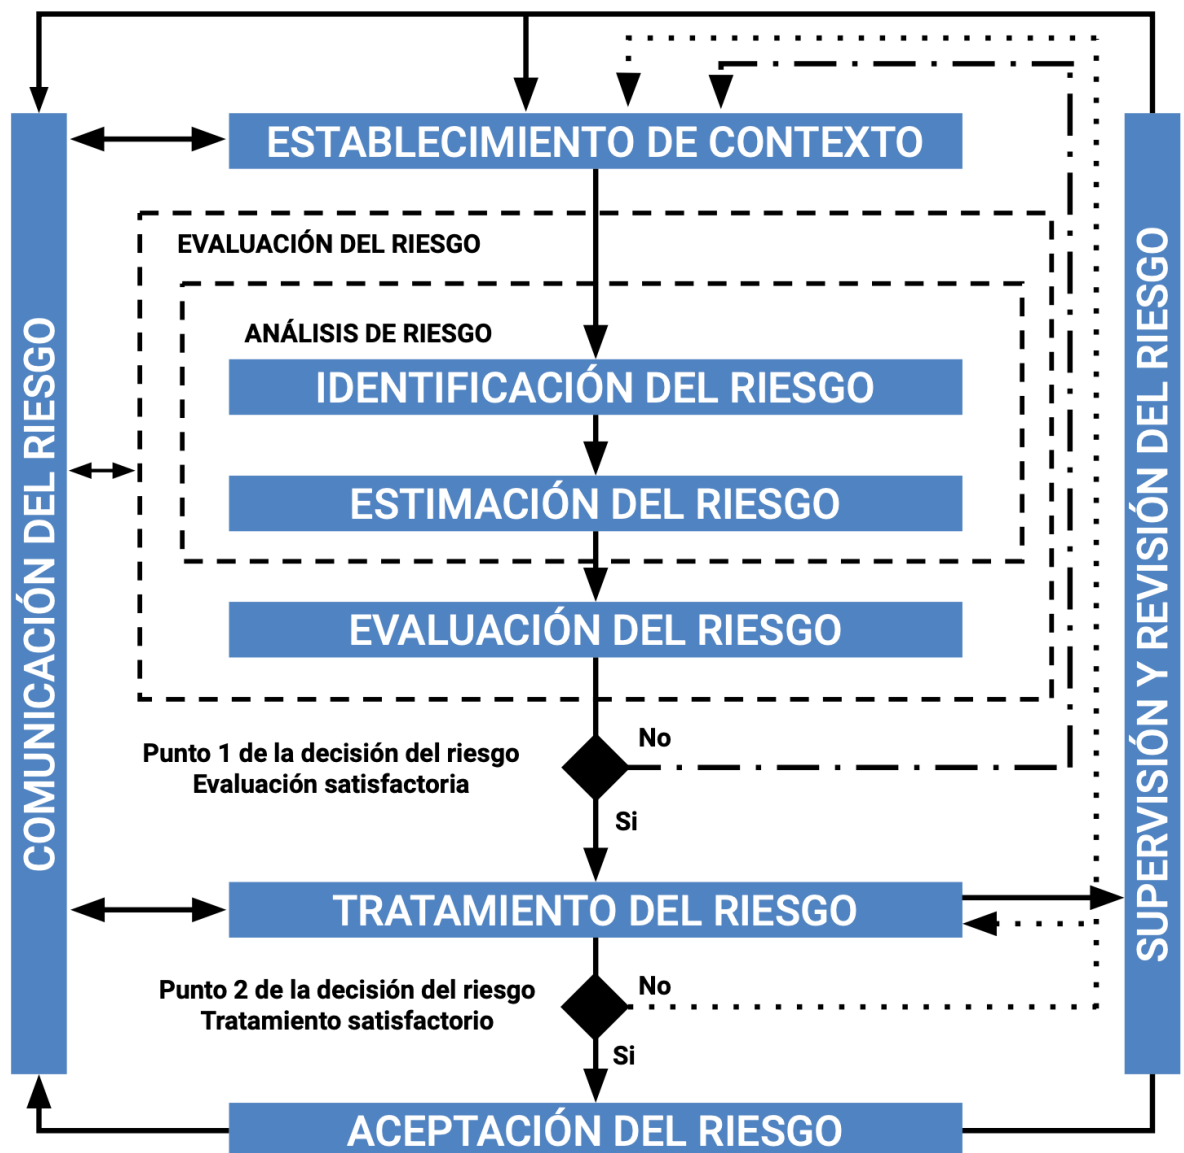 ESTABLECIMIENTO DE CONTEXTO
EVALUACIÓN DEL RIESGO
ANÁLISIS DE RIESGO
IDENTIFICACIÓN DEL RIESGO
ESTIMACIÓN DEL RIESGO
EVALUACIÓN DEL RIESGO
COMUNICACIÓN DEL RIESGO
SUPERVISIÓN Y REVISIÓN DEL RIESGO
Punto 1 de la decisión del riesgo
Evaluación satisfactoria
No
Si
TRATAMIENTO DEL RIESGO
Punto 2 de la decisión del riesgo
Tratamiento satisfactorio
No
Si
ACEPTACIÓN DEL RIESGO